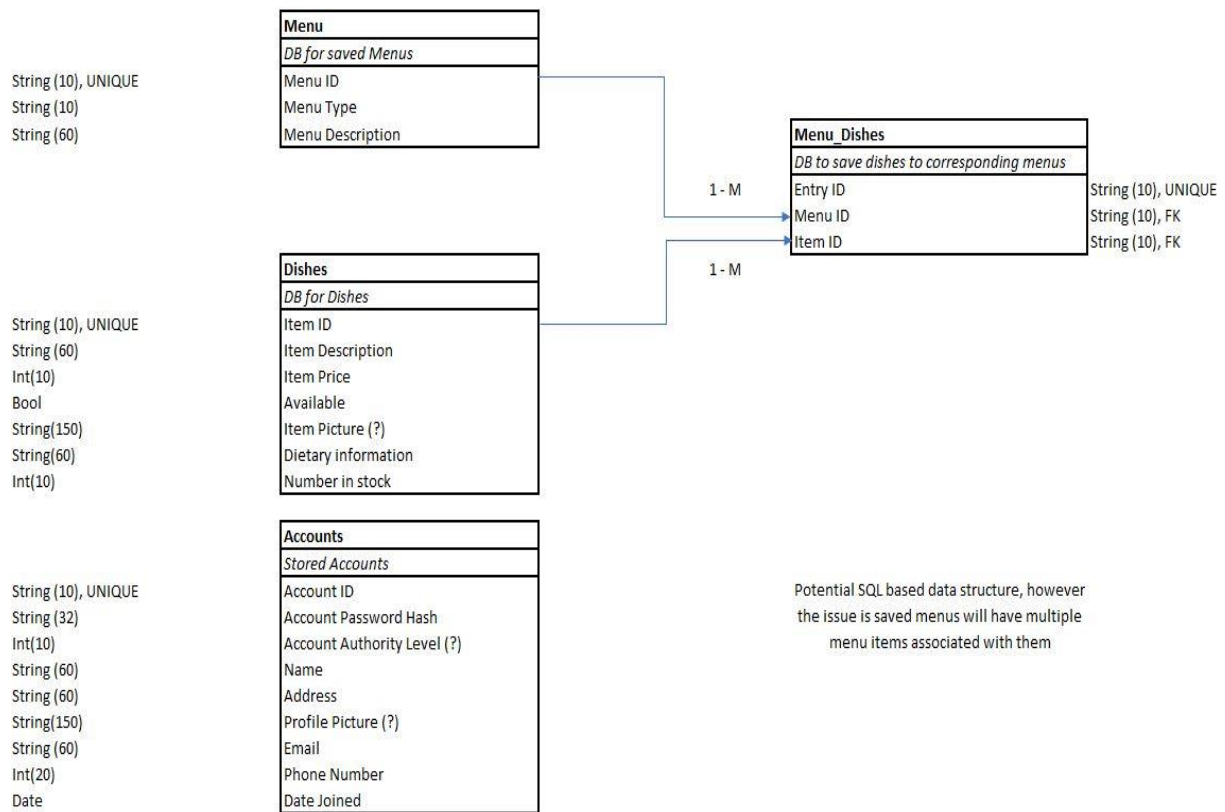 Menu
DB for saved Menus
String (10), UNIQUE Menu ID
String (10) Menu Type
String (60) Menu Description
Menu_Dishes
DB to save dishes to corresponding menus
1 - M Entry ID String (10), UNIQUE
Menu ID String (10), FK
Item ID String (10), FK
1 - M
Dishes
DB for Dishes
String (10), UNIQUE Item ID
String (60) Item Description
Int(10) Item Price
Bool Available
String(150) Item Picture (?)
String(60) Dietary information
Int(10) Number in stock
Accounts
Stored Accounts
String (10), UNIQUE Account ID
String (32) Account Password Hash
Int(10) Account Authority Level (?)
String (60) Name
String (60) Address
String(150) Profile Picture (?)
String (60) Email
Int(20) Phone Number
Date Date Joined
Potential SQL based data structure, however
the issue is saved menus will have multiple
menu items associated with them